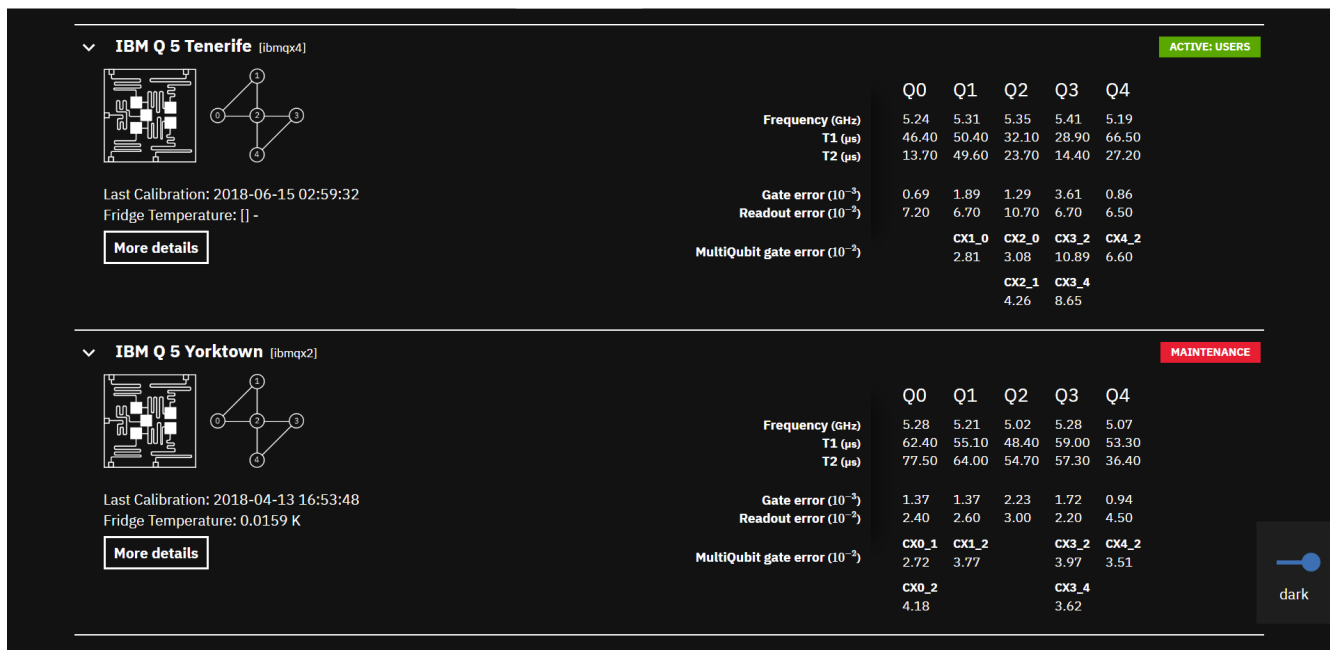 IBM Q 5 Tenerife [ibmqx4]
ACTIVE: USERS
1
0 2 3
4
Last Calibration: 2018-06-15 02:59:32
Fridge Temperature: [] -
More details
Q0 Q1 Q2 Q3 Q4
Frequency (GHz) 5.24 5.31 5.35 5.41 5.19
T1 (µs) 46.40 50.40 32.10 28.90 66.50
T2 (µs) 13.70 49.60 23.70 14.40 27.20
Gate error (10⁻³) 0.69 1.89 1.29 3.61 0.86
Readout error (10⁻²) 7.20 6.70 10.70 6.70 6.50
CX1_0 CX2_0 CX3_2 CX4_2
MultiQubit gate error (10⁻²) 2.81 3.08 10.89 6.60
CX2_1 CX3_4
4.26 8.65
IBM Q 5 Yorktown [ibmqx2]
MAINTENANCE
1
0 2 3
4
Last Calibration: 2018-04-13 16:53:48
Fridge Temperature: 0.0159 K
More details
Q0 Q1 Q2 Q3 Q4
Frequency (GHz) 5.28 5.21 5.02 5.28 5.07
T1 (µs) 62.40 55.10 48.40 59.00 53.30
T2 (µs) 77.50 64.00 54.70 57.30 36.40
Gate error (10⁻³) 1.37 1.37 2.23 1.72 0.94
Readout error (10⁻²) 2.40 2.60 3.00 2.20 4.50
CX0_1 CX1_2 CX3_2 CX4_2
MultiQubit gate error (10⁻²) 2.72 3.77 3.97 3.51
CX0_2 CX3_4
4.18 3.62
dark